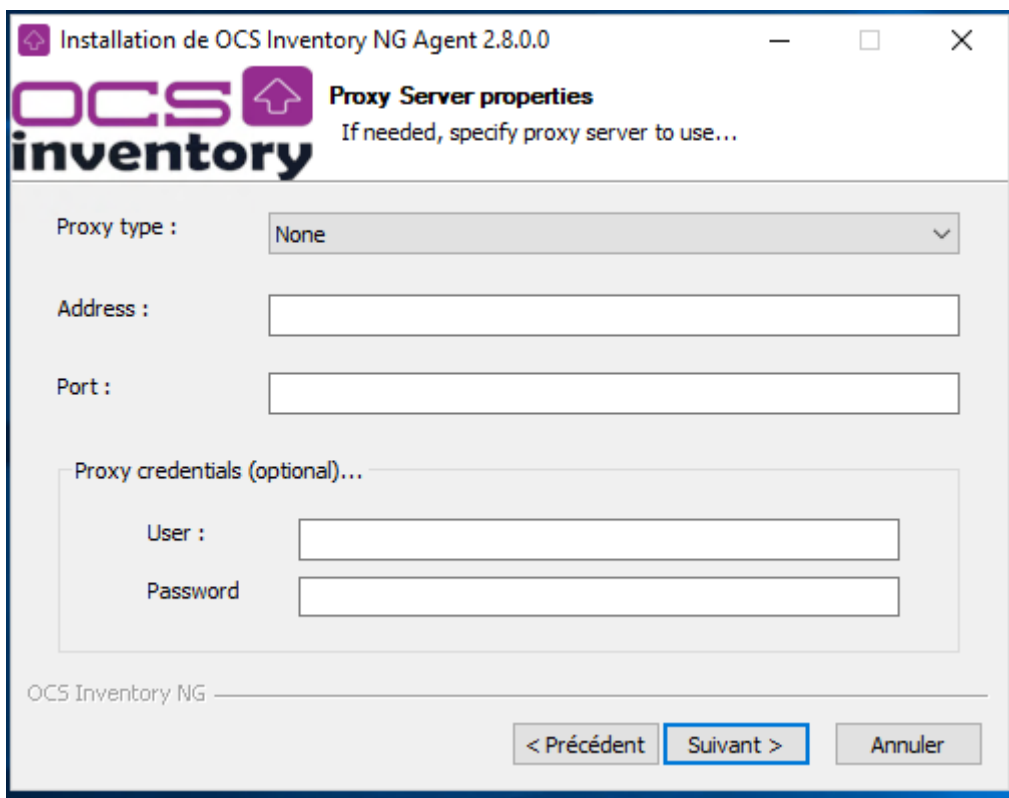 Installation de OCS Inventory NG Agent 2.8.0.0
OCS
inventory
Proxy Server properties
If needed, specify proxy server to use...
Proxy type :
None
Address :
Port :
Proxy credentials (optional)...
User :
Password
OCS Inventory NG
< Précédent
Suivant >
Annuler